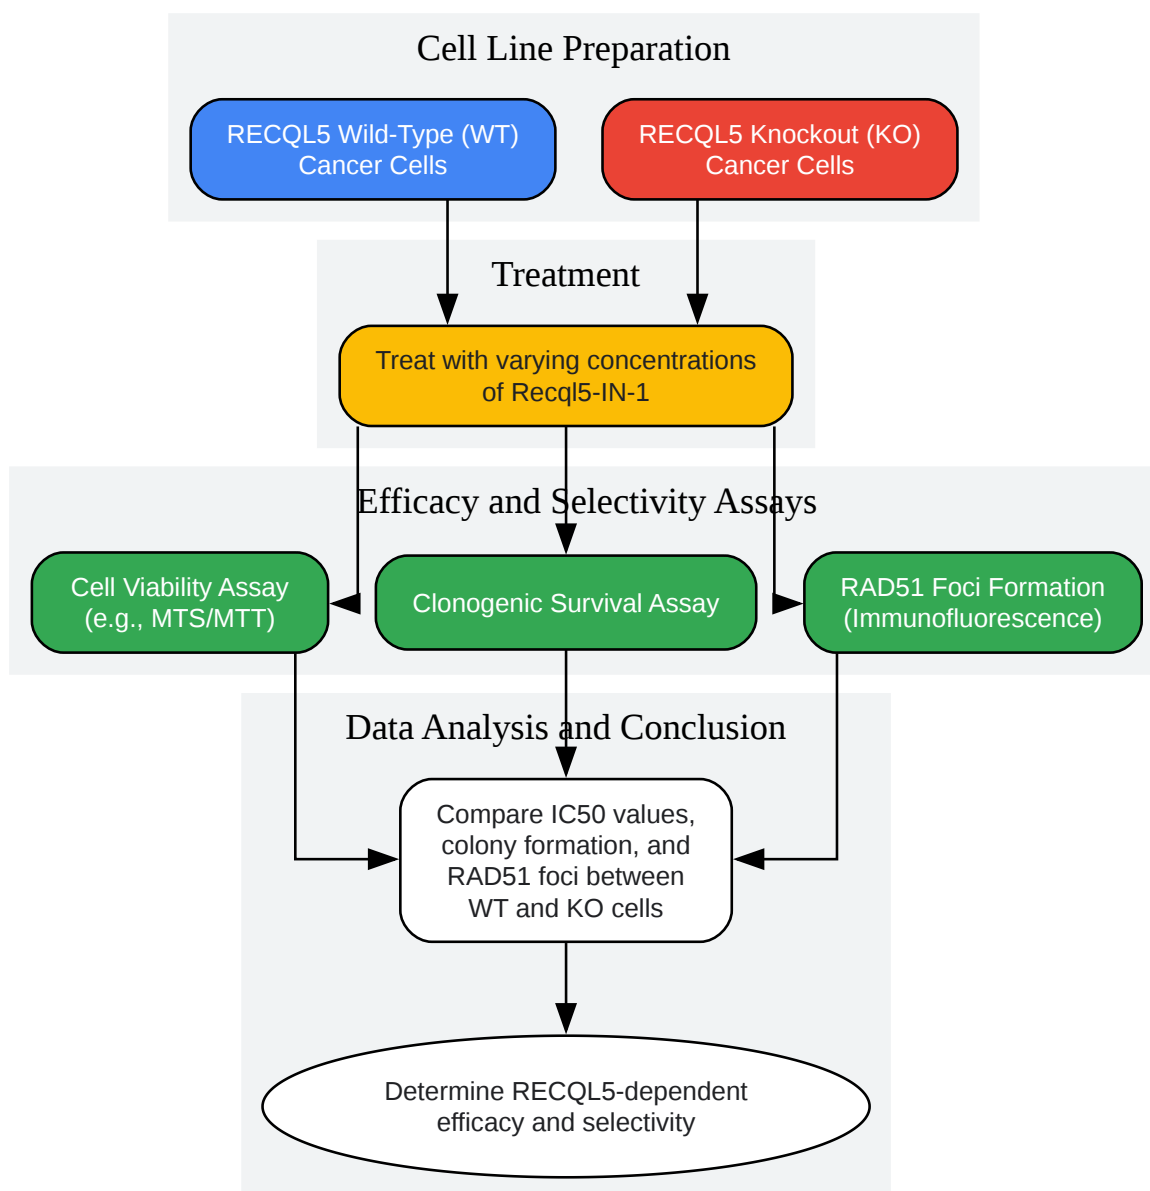 Cell Line Preparation
RECQL5 Wild-Type (WT)
Cancer Cells
RECQL5 Knockout (KO)
Cancer Cells
Treatment
Treat with varying concentrations
of Recql5-IN-1
Efficacy and Selectivity Assays
Cell Viability Assay
(e.g., MTS/MTT)
Clonogenic Survival Assay
RAD51 Foci Formation
(Immunofluorescence)
Data Analysis and Conclusion
Compare IC50 values,
colony formation, and
RAD51 foci between
WT and KO cells
Determine RECQL5-dependent
efficacy and selectivity